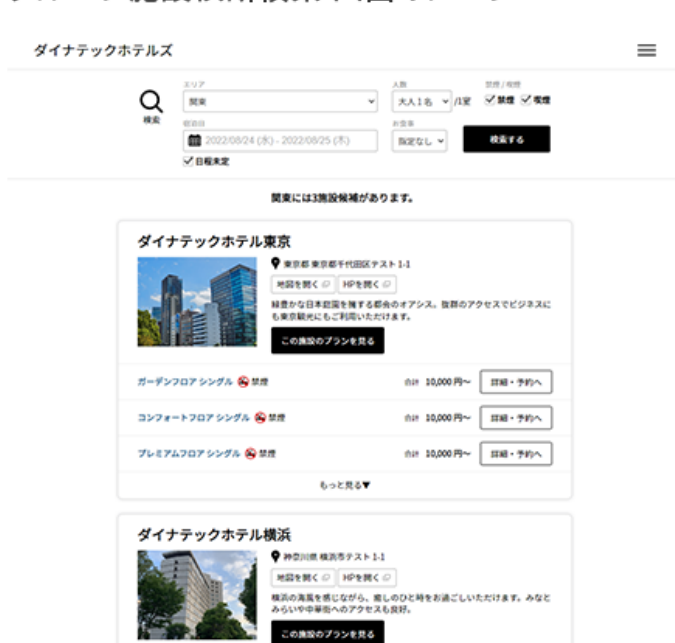 ダイナテックホテルズ
検索
エリア
関東
人数
大人1名 /1室
禁煙 / 喫煙
禁煙 喫煙
宿泊日
2022/08/24 (水) - 2022/08/25 (木)
お食事
指定なし
検索する
日程未定
関東には3施設候補があります。
ダイナテックホテル東京
東京都 東京都千代田区テスト 1-1
地図を開く HPを開く
緑豊かな日本庭園を擁する都会のオアシス。抜群のアクセスでビジネスに
も東京観光にもご利用いただけます。
この施設のプランを見る
ガーデンフロア シングル 禁煙 合計 10,000 円〜 詳細・予約へ
コンフォートフロア シングル 禁煙 合計 10,000 円〜 詳細・予約へ
プレミアムフロア シングル 禁煙 合計 10,000 円〜 詳細・予約へ
もっと見る▼
ダイナテックホテル横浜
神奈川県 横浜市テスト 1-1
地図を開く HPを開く
横浜の海風を感じながら、癒しのひと時をお過ごしいただけます。みなと
みらいや中華街へのアクセスも良好。
この施設のプランを見る